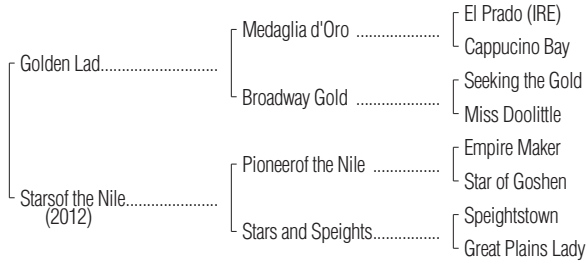 El Prado (IRE)
Medaglia d'Oro ....................
Cappucino Bay
Golden Lad............................
Seeking the Gold
Broadway Gold ....................
Miss Doolittle
Empire Maker
Pioneerof the Nile ................
Star of Goshen
Starsof the Nile......................
(2012)
Speightstown
Stars and Speights................
Great Plains Lady